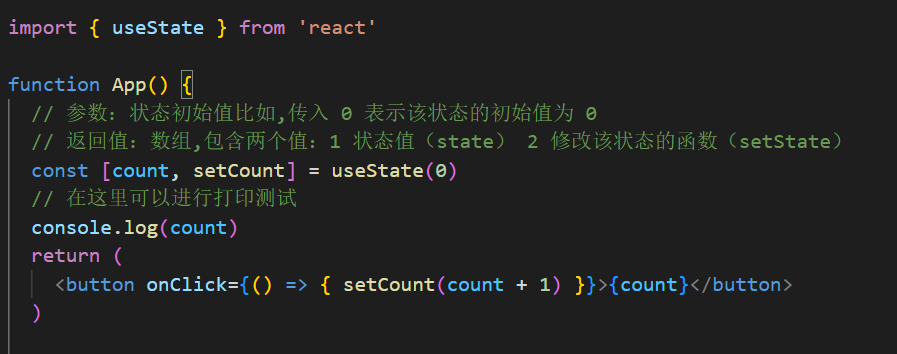 import { useState } from 'react'
function App() {
// 参数：状态初始值比如,传入 0 表示该状态的初始值为 0
// 返回值：数组,包含两个值：1 状态值（state） 2 修改该状态的函数（setState）
const [count, setCount] = useState(0)
// 在这里可以进行打印测试
console.log(count)
return (
<button onClick={() => { setCount(count + 1) }}>{count}</button>
)